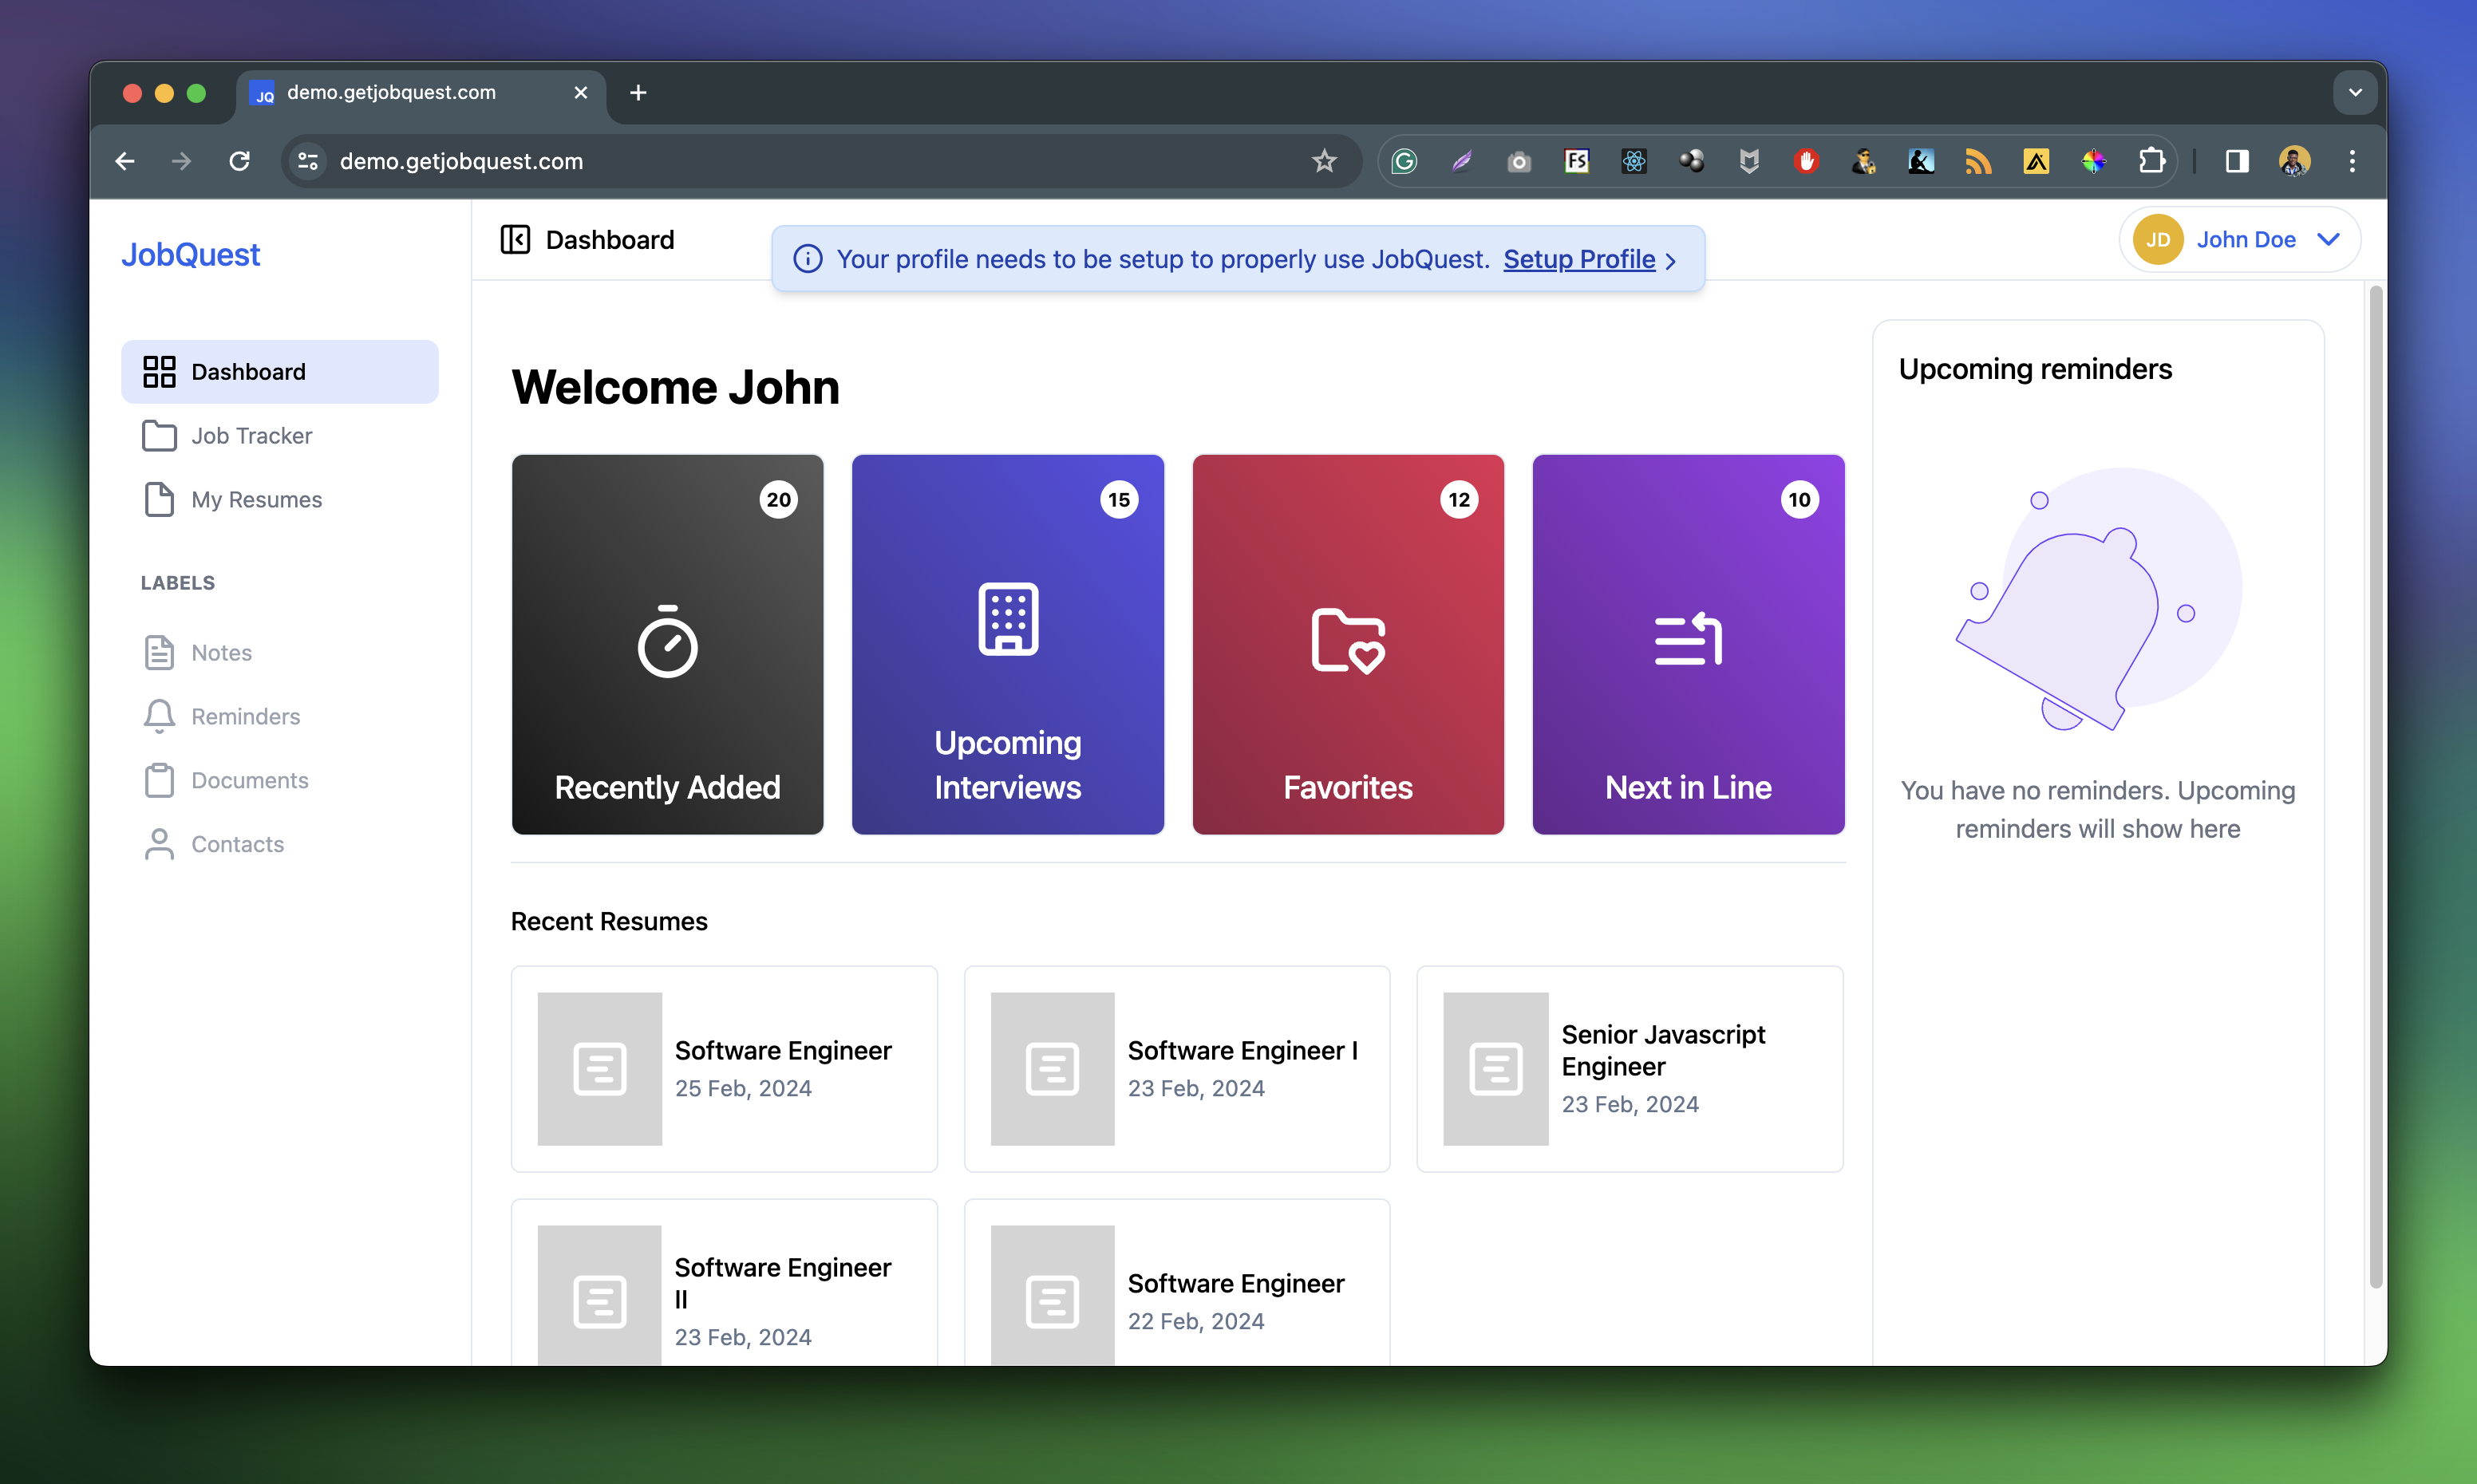 JQ demo.getjobquest.com
demo.getjobquest.com
FS
JobQuest
Dashboard
Your profile needs to be setup to properly use JobQuest. Setup Profile
JD John Doe
Dashboard
Job Tracker
My Resumes
LABELS
Notes
Reminders
Documents
Contacts
Welcome John
20
Recently Added
15
Upcoming
Interviews
12
Favorites
10
Next in Line
Recent Resumes
Software Engineer
25 Feb, 2024
Software Engineer I
23 Feb, 2024
Senior Javascript
Engineer
23 Feb, 2024
Software Engineer
II
23 Feb, 2024
Software Engineer
22 Feb, 2024
Upcoming reminders
You have no reminders. Upcoming
reminders will show here